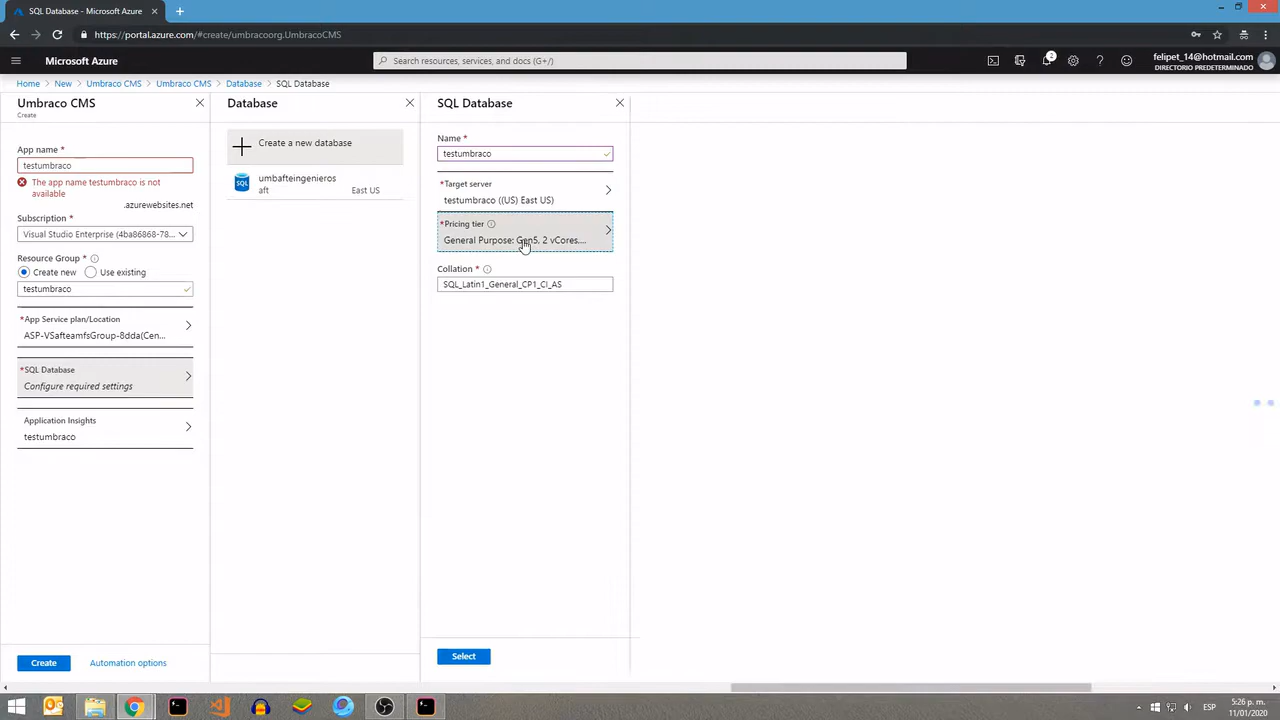 SQL Database - Microsoft Azure
https://portal.azure.com/#create/umbracoorg.UmbracoCMS
Microsoft Azure
Search resources, services, and docs (G+/)
2
felipet_14@hotmail.com
DIRECTORIO PREDETERMINADO
Home > New > Umbraco CMS > Umbraco CMS > Database > SQL Database
Umbraco CMS
Create
App name *
testumbraco
The app name testumbraco is not
available
.azurewebsites.net
Subscription *
Visual Studio Enterprise (4ba86868-78...
Resource Group *
Create new
Use existing
testumbraco
*App Service plan/Location
ASP-VSafteamfsGroup-8dda(Cen...
*SQL Database
Configure required settings
Application Insights
testumbraco
Create
Automation options
Database
Create a new database
SQL
umbafteingenieros
aft
East US
SQL Database
Name *
testumbraco
*Target server
testumbraco ((US) East US)
*Pricing tier
General Purpose: Gen5, 2 vCores,...
Collation *
SQL_Latin1_General_CP1_CI_AS
Select
ESP
5:26 p. m.
11/01/2020